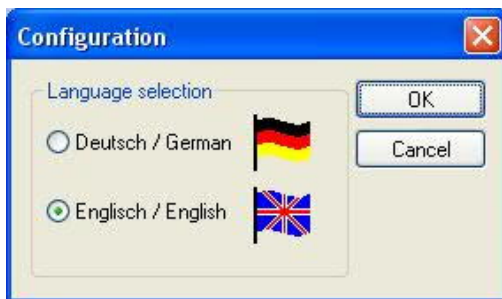 Configuration
Language selection
OK
Deutsch / German
Cancel
Englisch / English